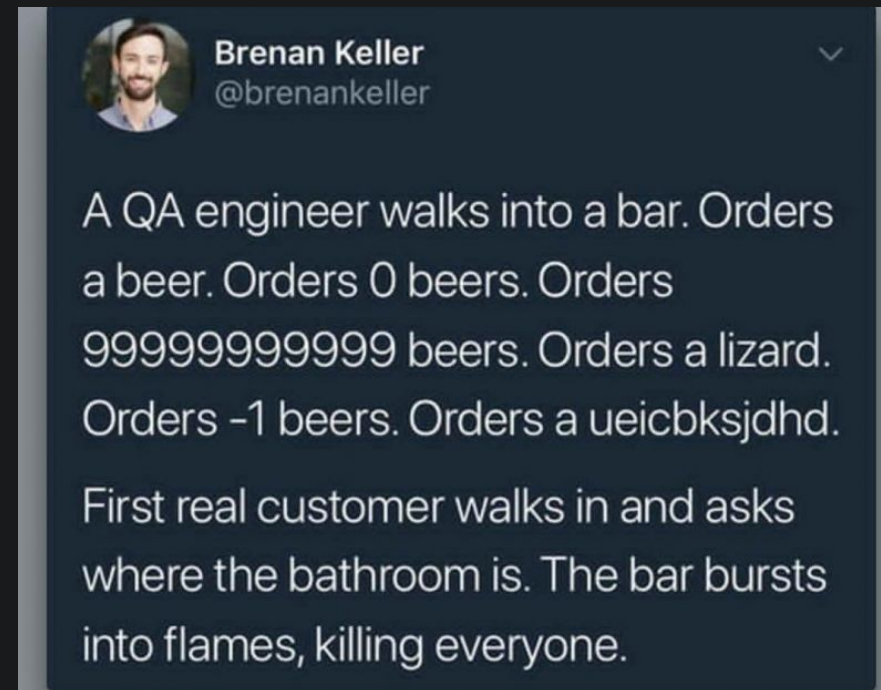 Brenan Keller
@brenankeller
A QA engineer walks into a bar. Orders
a beer. Orders 0 beers. Orders
99999999999 beers. Orders a lizard.
Orders -1 beers. Orders a ueicbksjdhd.
First real customer walks in and asks
where the bathroom is. The bar bursts
into flames, killing everyone.